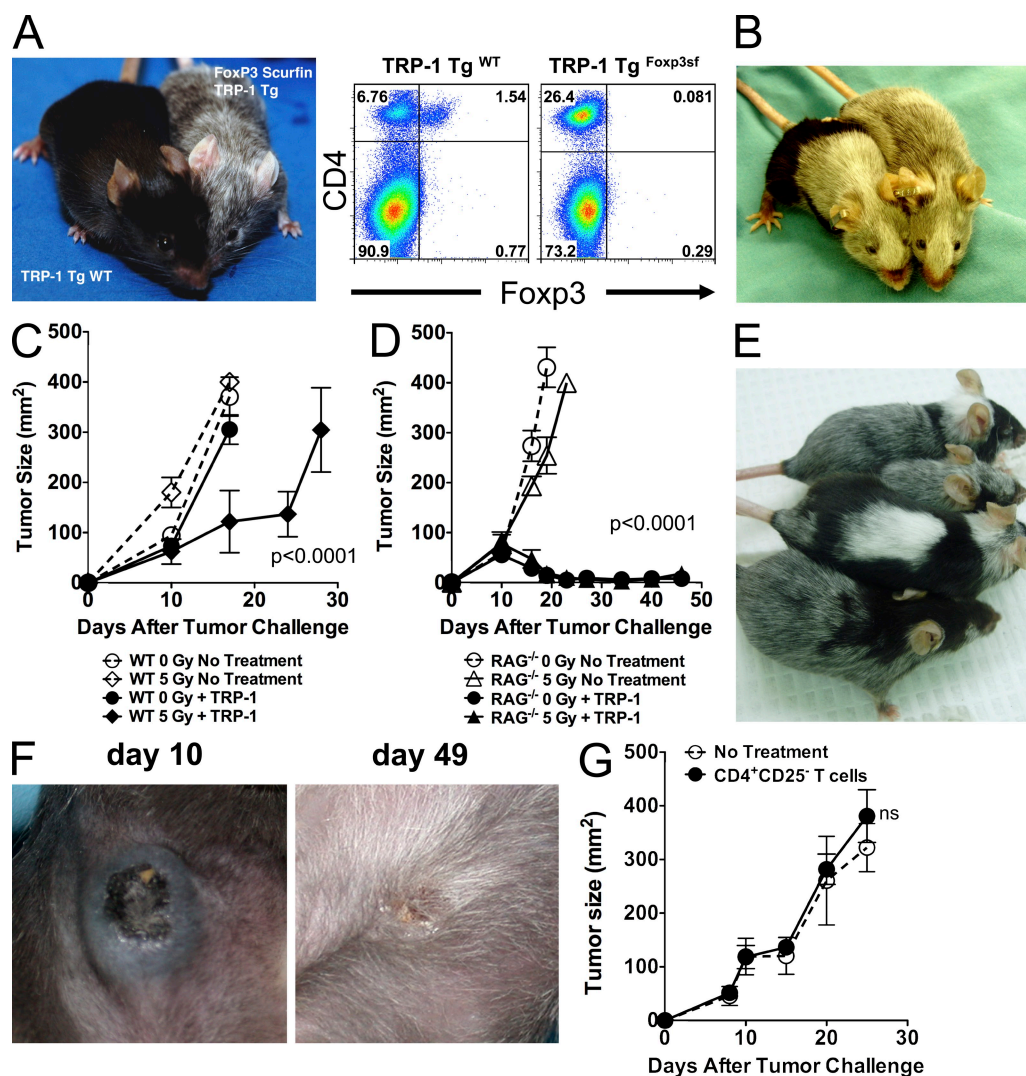 A
FoxP3 Scurfin
TRP-1 Tg
TRP-1 Tg WT
TRP-1 Tg WT
TRP-1 Tg Foxp3sf
6.76
1.54
90.9
0.77
26.4
0.081
73.2
0.29
CD4
Foxp3
B
C
500
400
300
200
100
0
Tumor Size (mm2)
p<0.0001
0 10 20 30
Days After Tumor Challenge
WT 0 Gy No Treatment
WT 5 Gy No Treatment
WT 0 Gy + TRP-1
WT 5 Gy + TRP-1
D
500
400
300
200
100
0
Tumor Size (mm2)
p<0.0001
0 10 20 30 40 50
Days After Tumor Challenge
RAG-/- 0 Gy No Treatment
RAG-/- 5 Gy No Treatment
RAG-/- 0 Gy + TRP-1
RAG-/- 5 Gy + TRP-1
E
F
day 10
day 49
G
No Treatment
CD4+CD25- T cells
500
400
300
200
100
0
Tumor size (mm2)
ns
0 10 20 30
Days After Tumor Challenge